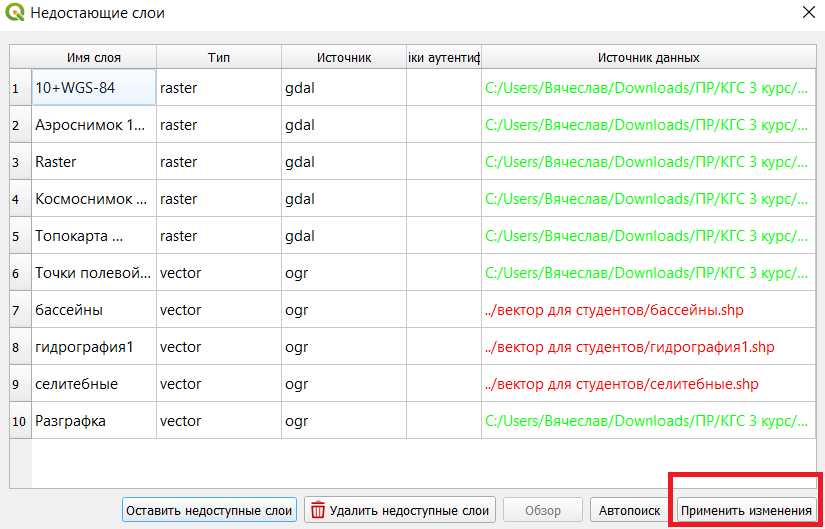 Недостающие слои
Имя слоя Тип Источник іки аутентиф Источник данных
1 10+WGS-84 raster gdal C:/Users/Вячеслав/Downloads/ПР/КГС 3 курс/...
2 Аэроснимок 1... raster gdal C:/Users/Вячеслав/Downloads/ПР/КГС 3 курс/...
3 Raster raster gdal C:/Users/Вячеслав/Downloads/ПР/КГС 3 курс/...
4 Космоснимок ... raster gdal C:/Users/Вячеслав/Downloads/ПР/КГС 3 курс/...
5 Топокарта ... raster gdal C:/Users/Вячеслав/Downloads/ПР/КГС 3 курс/...
6 Точки полевой... vector ogr C:/Users/Вячеслав/Downloads/ПР/КГС 3 курс/...
7 бассейны vector ogr ../вектор для студентов/бассейны.shp
8 гидрография1 vector ogr ../вектор для студентов/гидрография1.shp
9 селитебные vector ogr ../вектор для студентов/селитебные.shp
10 Разграфка vector ogr C:/Users/Вячеслав/Downloads/ПР/КГС 3 курс/...
Оставить недоступные слои Удалить недоступные слои Обзор Автопоиск Применить изменения